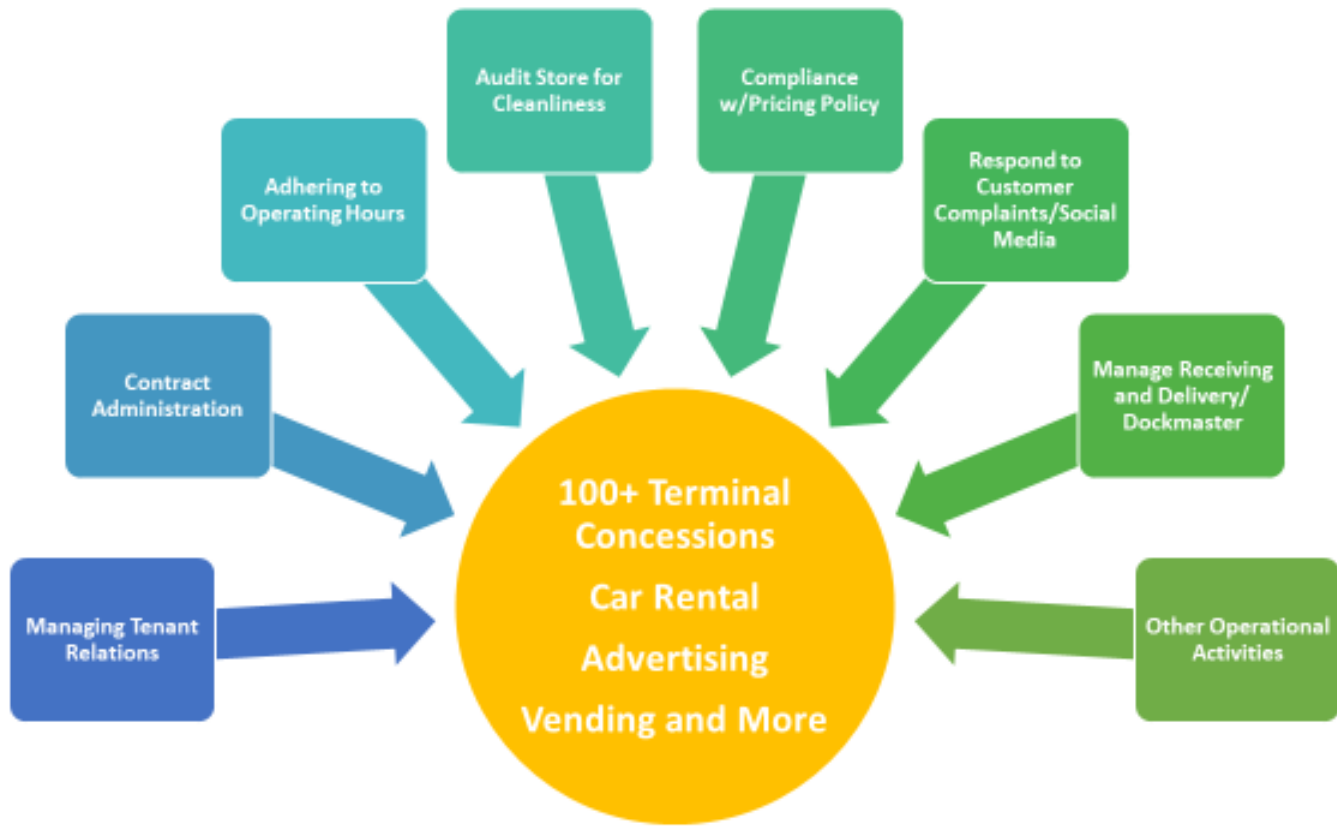 Audit Store for
Cleanliness
Compliance
w/Pricing Policy
Adhering to
Operating Hours
Respond to
Customer
Complaints/Social
Media
Contract
Administration
Manage Receiving
and Delivery/
Dockmaster
Managing Tenant
Relations
100+ Terminal
Concessions
Car Rental
Advertising
Vending and More
Other Operational
Activities